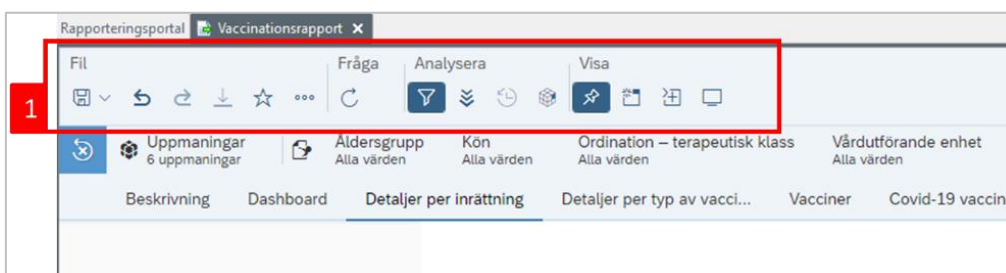 Rapporteringsportal Vaccinationsrapport
Fil Fråga Analysera Visa
1
Uppmaningar Åldersgrupp Kön Ordination – terapeutisk klass Vårdutförande enhet
6 uppmaningar Alla värden Alla värden Alla värden Alla värden
Beskrivning Dashboard Detaljer per inrättning Detaljer per typ av vacci... Vacciner Covid-19 vaccin